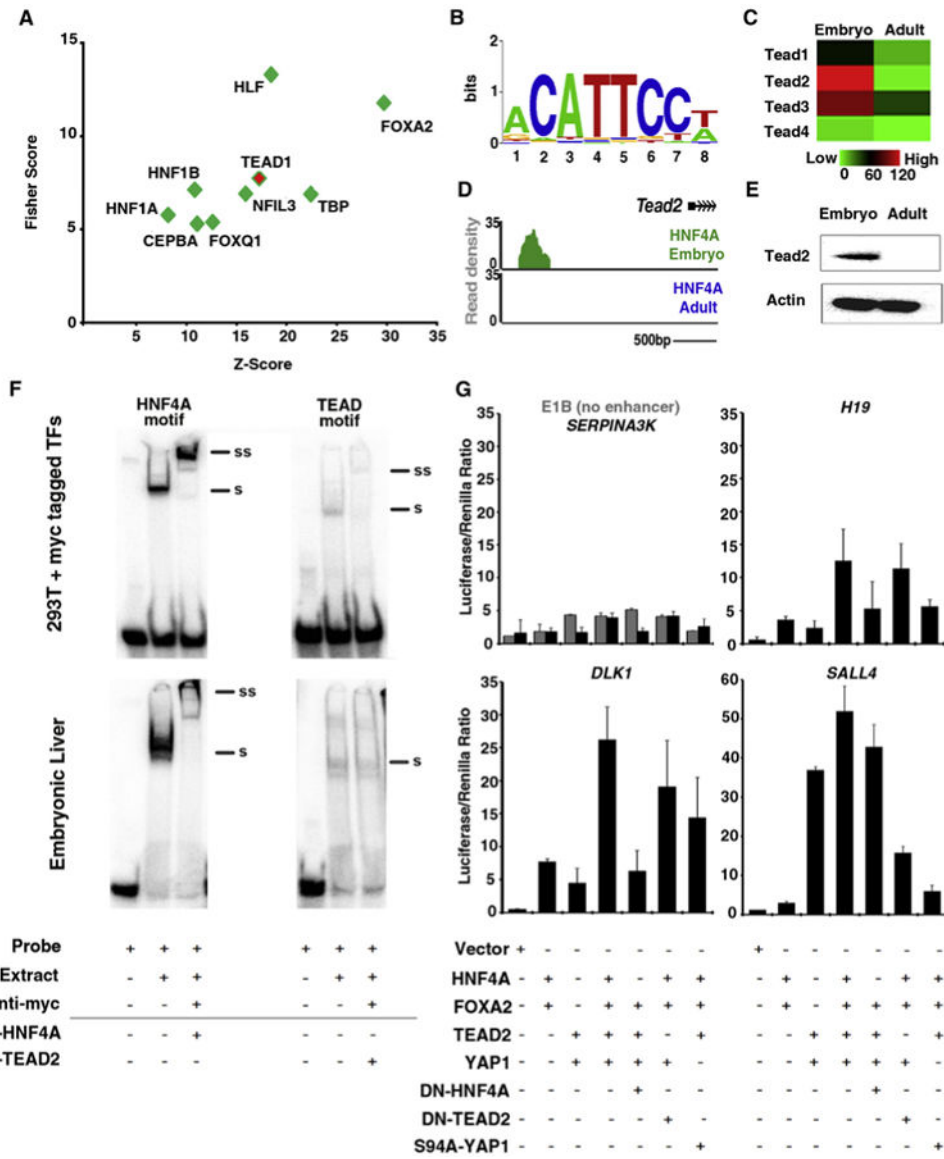 A
15
10
5
0
5
10
15
20
25
30
35
Fisher Score
Z-Score
HLF
FOXA2
TEAD1
HNF1B
NFIL3
TBP
HNF1A
CEPBA
FOXQ1
B
2
1
0
bits
ACATTCCT
A
1 2 3 4 5 6 7 8
C
Embryo Adult
Tead1
Tead2
Tead3
Tead4
Low High
0 60 120
D
Tead2
Read density
35
0
HNF4A
Embryo
35
0
HNF4A
Adult
500bp
E
Embryo Adult
Tead2
Actin
F
HNF4A
motif
TEAD
motif
293T + myc tagged TFs
ss
s
ss
s
Embryonic Liver
ss
s
s
Probe + + + + + +
Extract - + + - + +
nti-myc - - + - - +
-HNF4A - - + - - -
-TEAD2 - - - - - +
G
E1B (no enhancer)
SERPINA3K
Luciferase/Renilla Ratio
35
30
25
20
15
10
5
0
H19
35
30
25
20
15
10
5
0
DLK1
Luciferase/Renilla Ratio
35
30
25
20
15
10
5
0
SALL4
60
50
40
30
20
10
0
Vector + - - - - - - + - - - - - -
HNF4A - + - + - + + - + - + - + +
FOXA2 - + - + + + + - + - + + + +
TEAD2 - - + + + - + - - + + + - +
YAP1 - - + + + + - - - + + + + -
DN-HNF4A - - - - + - - - - - - + - -
DN-TEAD2 - - - - - + - - - - - - + -
S94A-YAP1 - - - - - - + - - - - - - +